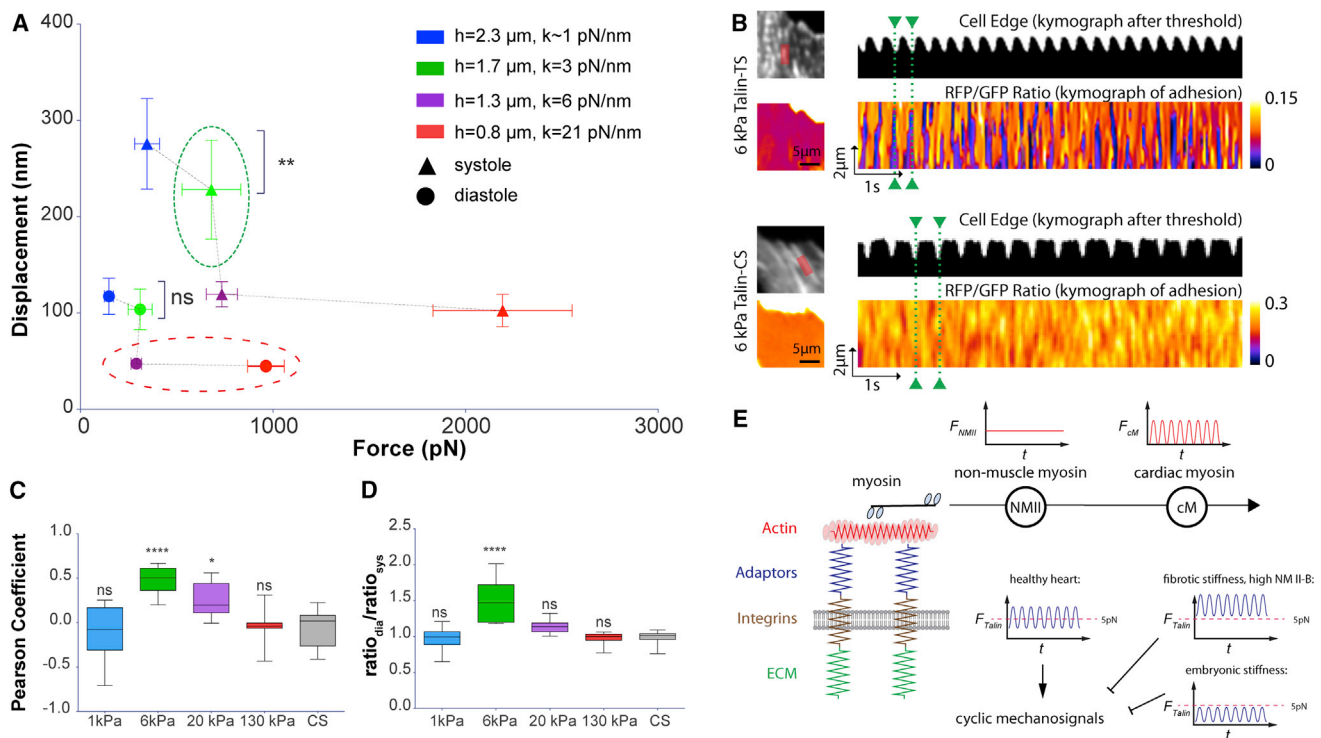 A
Displacement (nm)
400
300
200
100
0
0
1000
2000
3000
Force (pN)
h=2.3 µm, k~1 pN/nm
h=1.7 µm, k=3 pN/nm
h=1.3 µm, k=6 pN/nm
h=0.8 µm, k=21 pN/nm
systole
diastole
**
ns
B
6 kPa Talin-TS
5µm
Cell Edge (kymograph after threshold)
RFP/GFP Ratio (kymograph of adhesion)
0.15
0
2µm
1s
6 kPa Talin-CS
5µm
Cell Edge (kymograph after threshold)
RFP/GFP Ratio (kymograph of adhesion)
0.3
0
2µm
1s
C
Pearson Coefficient
1.0
0.5
0.0
-0.5
-1.0
ns
****
*
ns
1kPa
6kPa
20 kPa
130 kPa
CS
D
ratiodia/ratiosys
2.5
2.0
1.5
1.0
0.5
0.0
ns
****
ns
ns
1kPa
6kPa
20 kPa
130 kPa
CS
E
FNMII
t
FcM
t
non-muscle myosin
cardiac myosin
NMII
cM
myosin
Actin
Adaptors
Integrins
ECM
healthy heart:
FTalin
5pN
t
fibrotic stiffness, high NM II-B:
FTalin
5pN
t
embryonic stiffness:
FTalin
5pN
t
cyclic mechanosignals